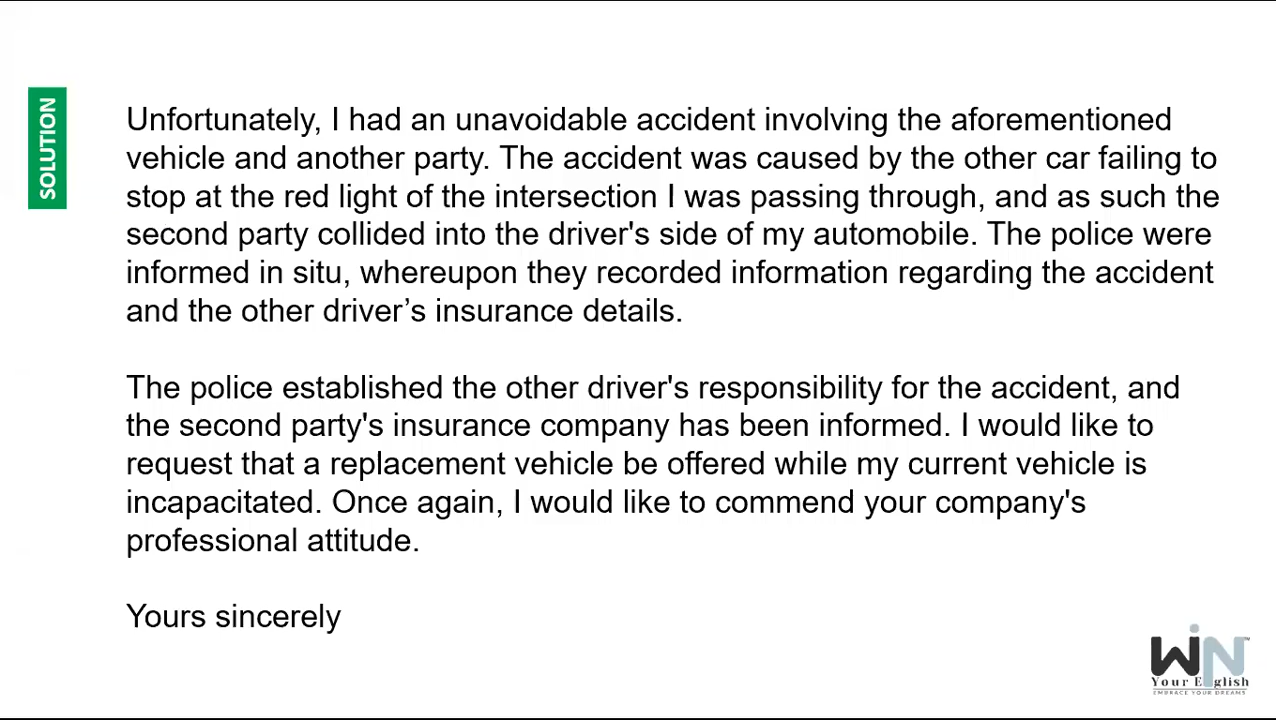 SOLUTION
Unfortunately, I had an unavoidable accident involving the aforementioned
vehicle and another party. The accident was caused by the other car failing to
stop at the red light of the intersection I was passing through, and as such the
second party collided into the driver's side of my automobile. The police were
informed in situ, whereupon they recorded information regarding the accident
and the other driver’s insurance details.
The police established the other driver's responsibility for the accident, and
the second party's insurance company has been informed. I would like to
request that a replacement vehicle be offered while my current vehicle is
incapacitated. Once again, I would like to commend your company's
professional attitude.
Yours sincerely
WiN™
Your English
EMBRACE YOUR DREAMS